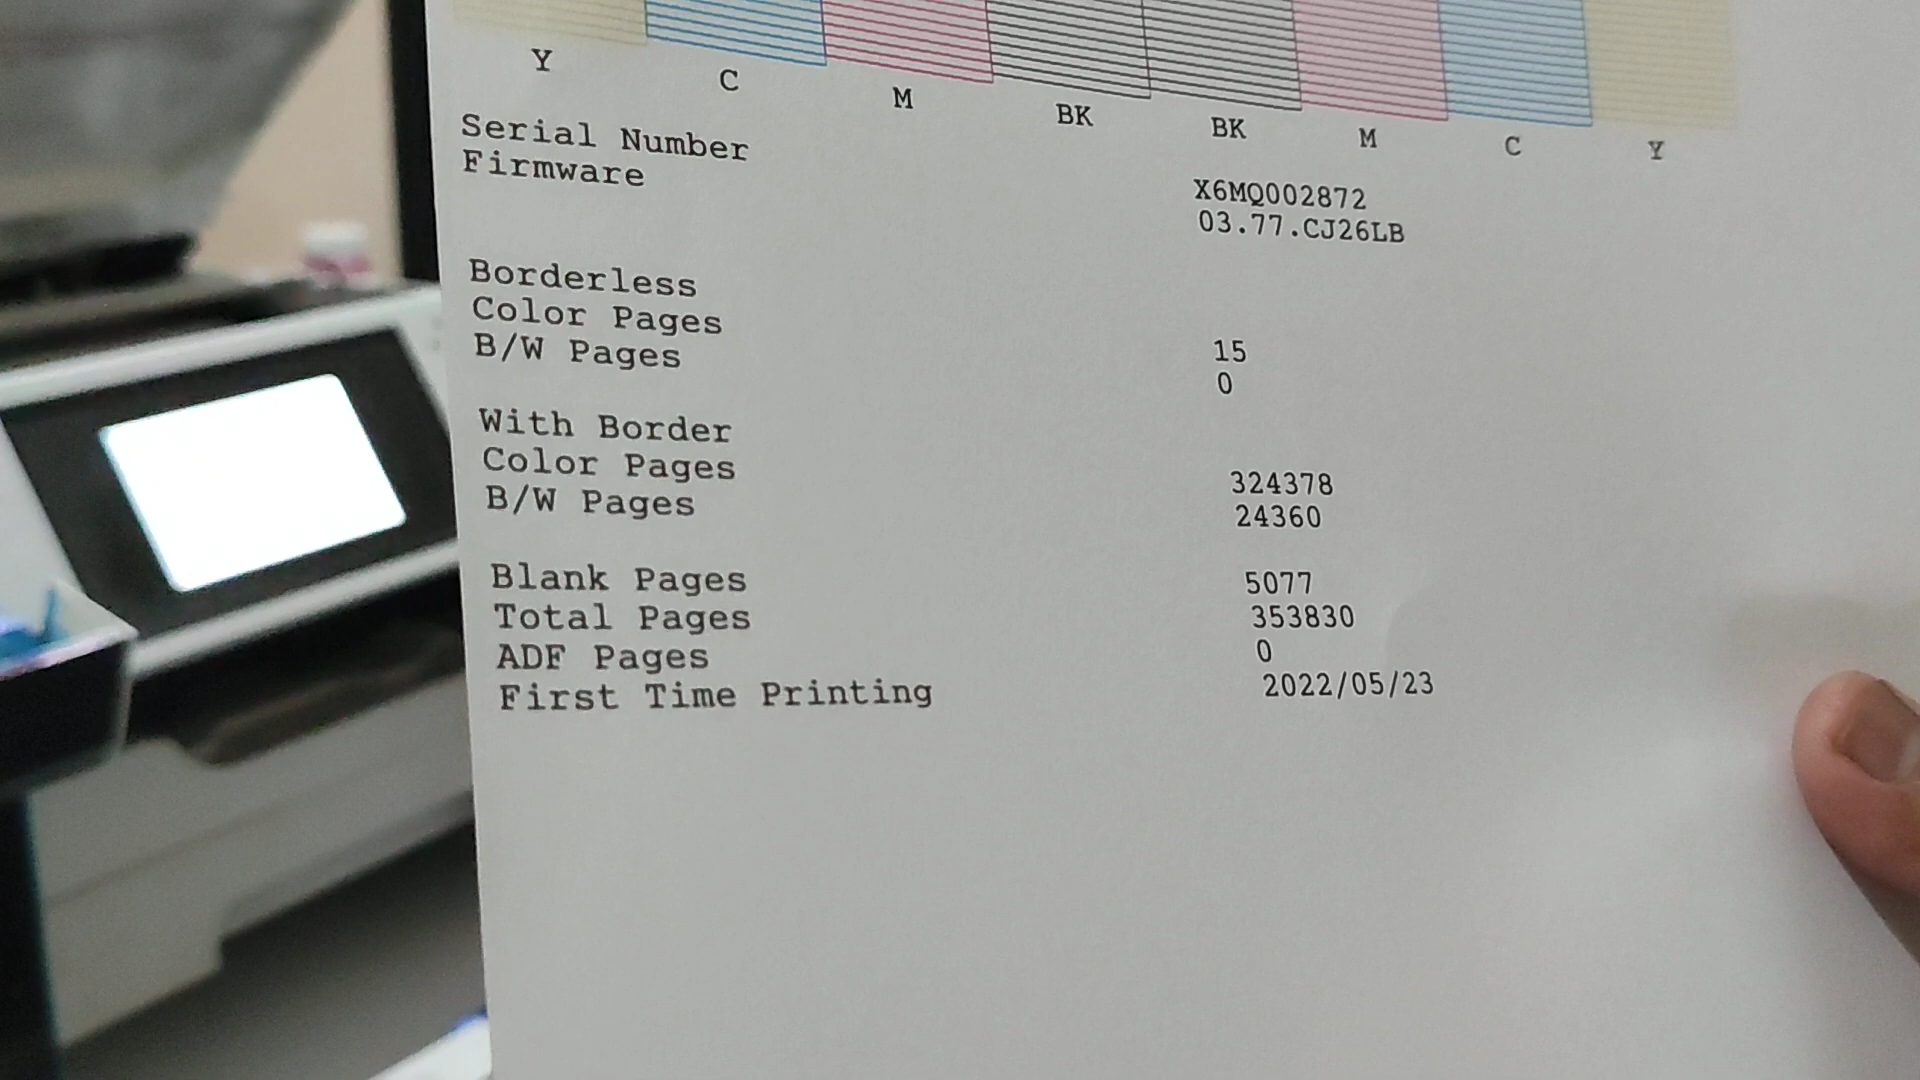 Y C M BK BK M C Y
Serial Number X6MQ002872
Firmware 03.77.CJ26LB
Borderless
Color Pages 15
B/W Pages 0
With Border
Color Pages 324378
B/W Pages 24360
Blank Pages 5077
Total Pages 353830
ADF Pages 0
First Time Printing 2022/05/23